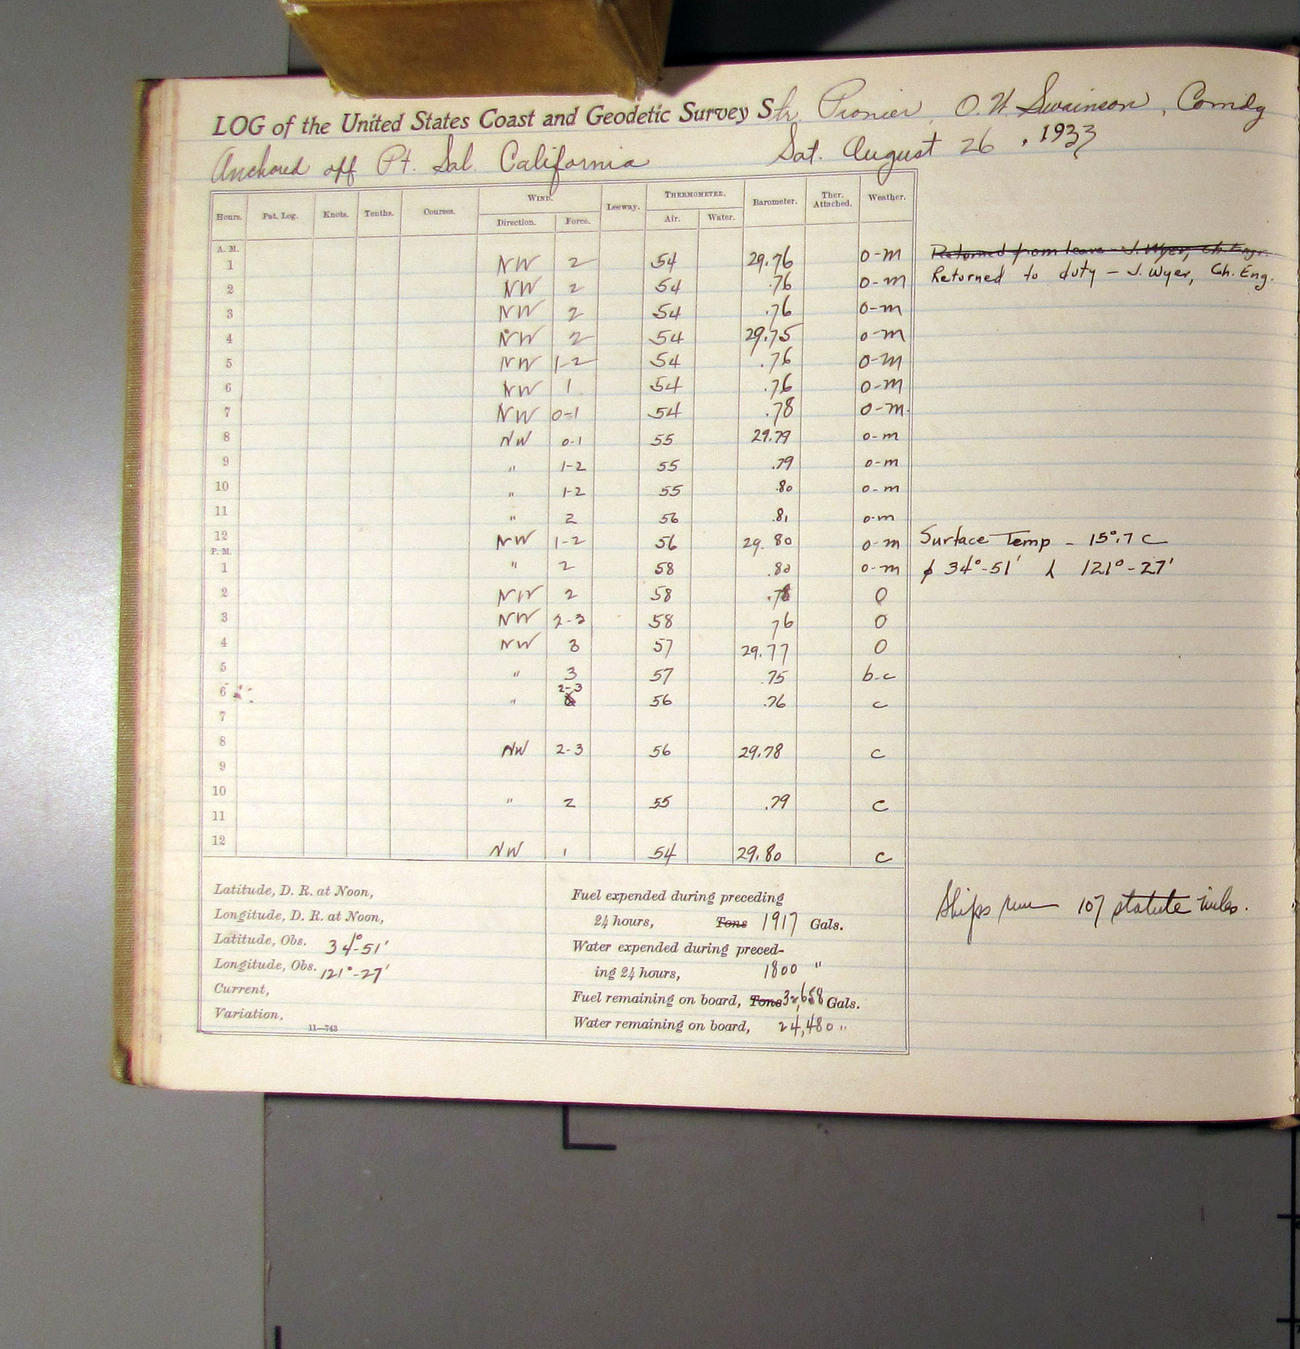 LOG of the United States Coast and Geodetic Survey Str. Pionier, O. W. Swainson, Comdg
Anchored off Pt. Sal California Sat. August 26, 1933
Hours. Pat. Log. Knots. Tenths. Courses. WIND. Leeway. THERMOMETER. Barometer. Ther. Attached. Weather.
Direction. Force. Air. Water.
A. M.
Returned from leave - J. Wyer, Ch. Engr.
1 NW 2 54 29.76 o-m
Returned to duty – J. Wyer, Ch. Eng.
2 NW 2 54 .76 o-m
3 NW 2 54 .76 o-m
4 NW 2 54 29.75 o-m
5 NW 1-2 54 .76 o-m
6 NW 1 54 .76 o-m
7 NW 0-1 54 .78 o-m
8 NW 0-1 55 29.79 o-m
9 " 1-2 55 .79 o-m
10 " 1-2 55 .80 o-m
11 " 2 56 .81 o-m
12 NW 1-2 56 29.80 o-m Surface Temp - 15°.7 C
P. M.
1 " 2 58 .80 o-m ϕ 34°-51' λ 121°-27'
2 NW 2 58 .78 O
3 NW 2-3 58 76 O
4 NW 3 57 29.77 O
5 " 3 57 .75 b-c
6 " 2-3 56 .76 c
7
8 NW 2-3 56 29.78 c
9
10 " 2 55 .79 c
11
12 NW 1 54 29.80 c
Latitude, D. R. at Noon,
Longitude, D. R. at Noon,
Latitude, Obs. 34°-51'
Longitude, Obs. 121°-27'
Current,
Variation,
11—743
Fuel expended during preceding
24 hours, Tons 1917 Gals.
Water expended during preced-
ing 24 hours, 1800 "
Fuel remaining on board, Tons 32,658 Gals.
Water remaining on board, 24,480 "
Ships run 107 statute miles.